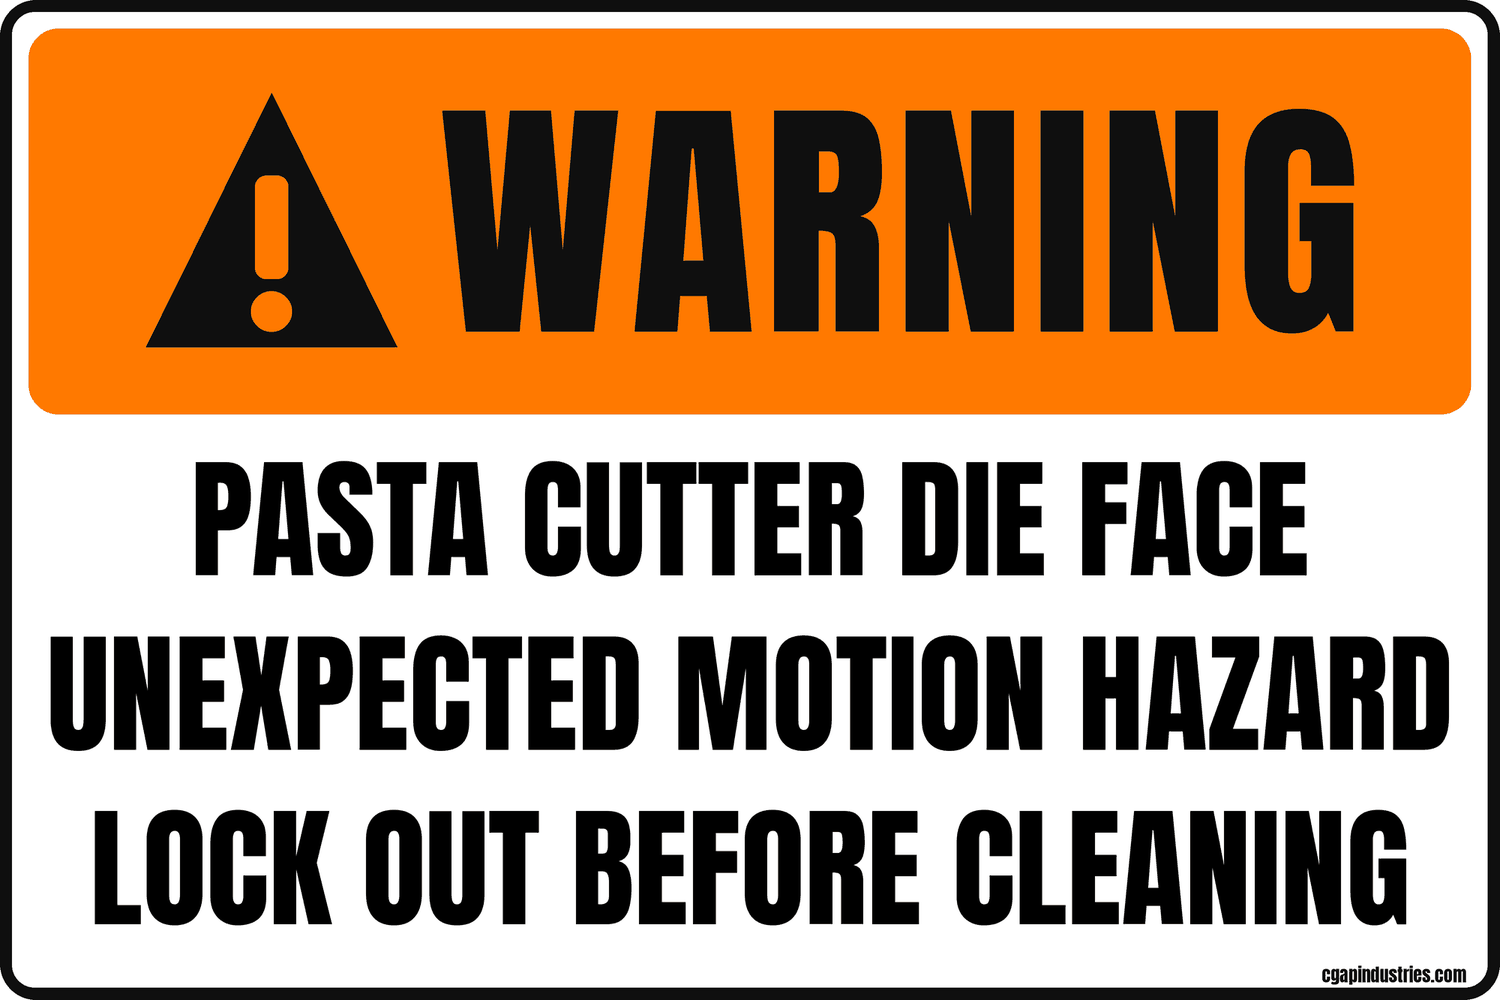 WARNING
PASTA CUTTER DIE FACE
UNEXPECTED MOTION HAZARD
LOCK OUT BEFORE CLEANING
cgapindustries.com